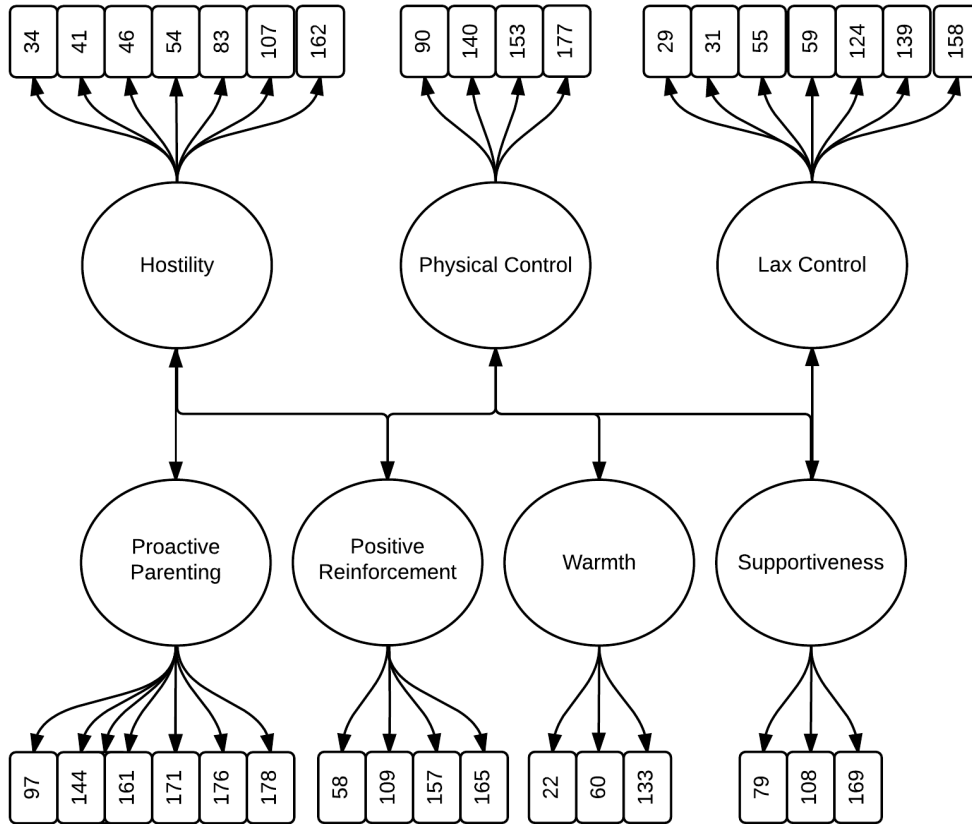 34 41 46 54 83 107 162
90 140 153 177
29 31 55 59 124 139 158
Hostility
Physical Control
Lax Control
Proactive
Parenting
Positive
Reinforcement
Warmth
Supportiveness
97 144 161 171 176 178
58 109 157 165
22 60 133
79 108 169